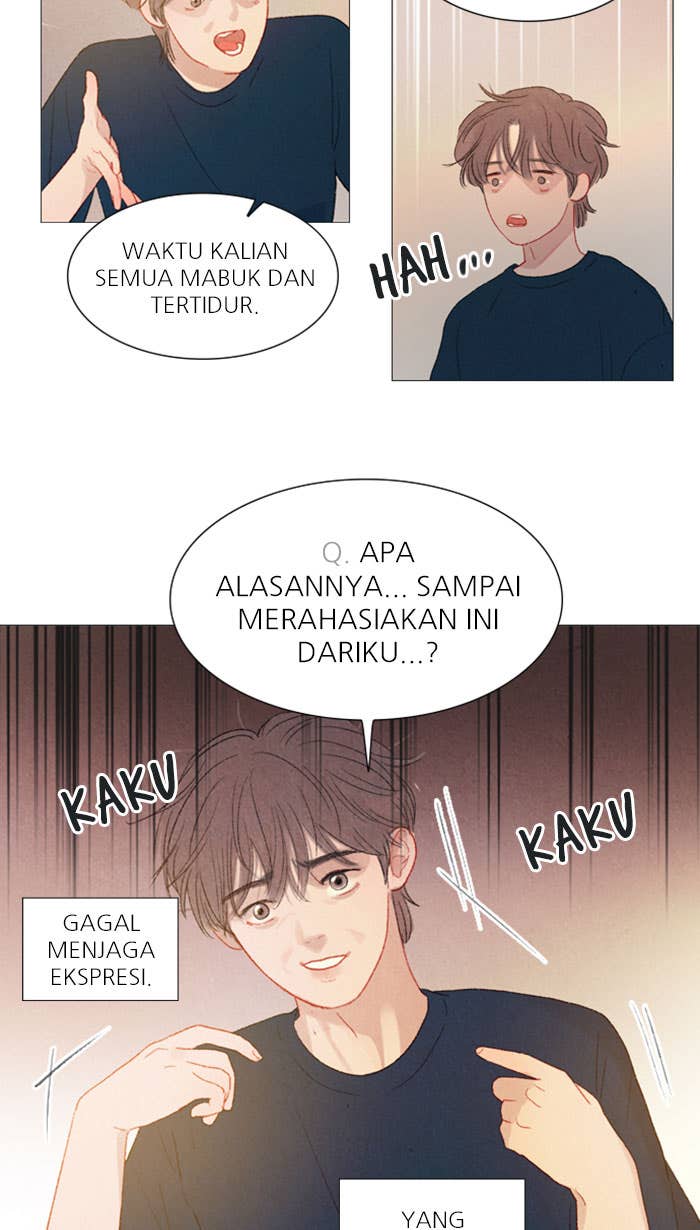 WAKTU KALIAN
SEMUA MABUK DAN
TERTIDUR.
HAH...
Q. APA
ALASANNYA... SAMPAI
MERAHASIAKAN INI
DARIKU...?
KAKU
KAKU
GAGAL
MENJAGA
EKSPRESI.
YANG